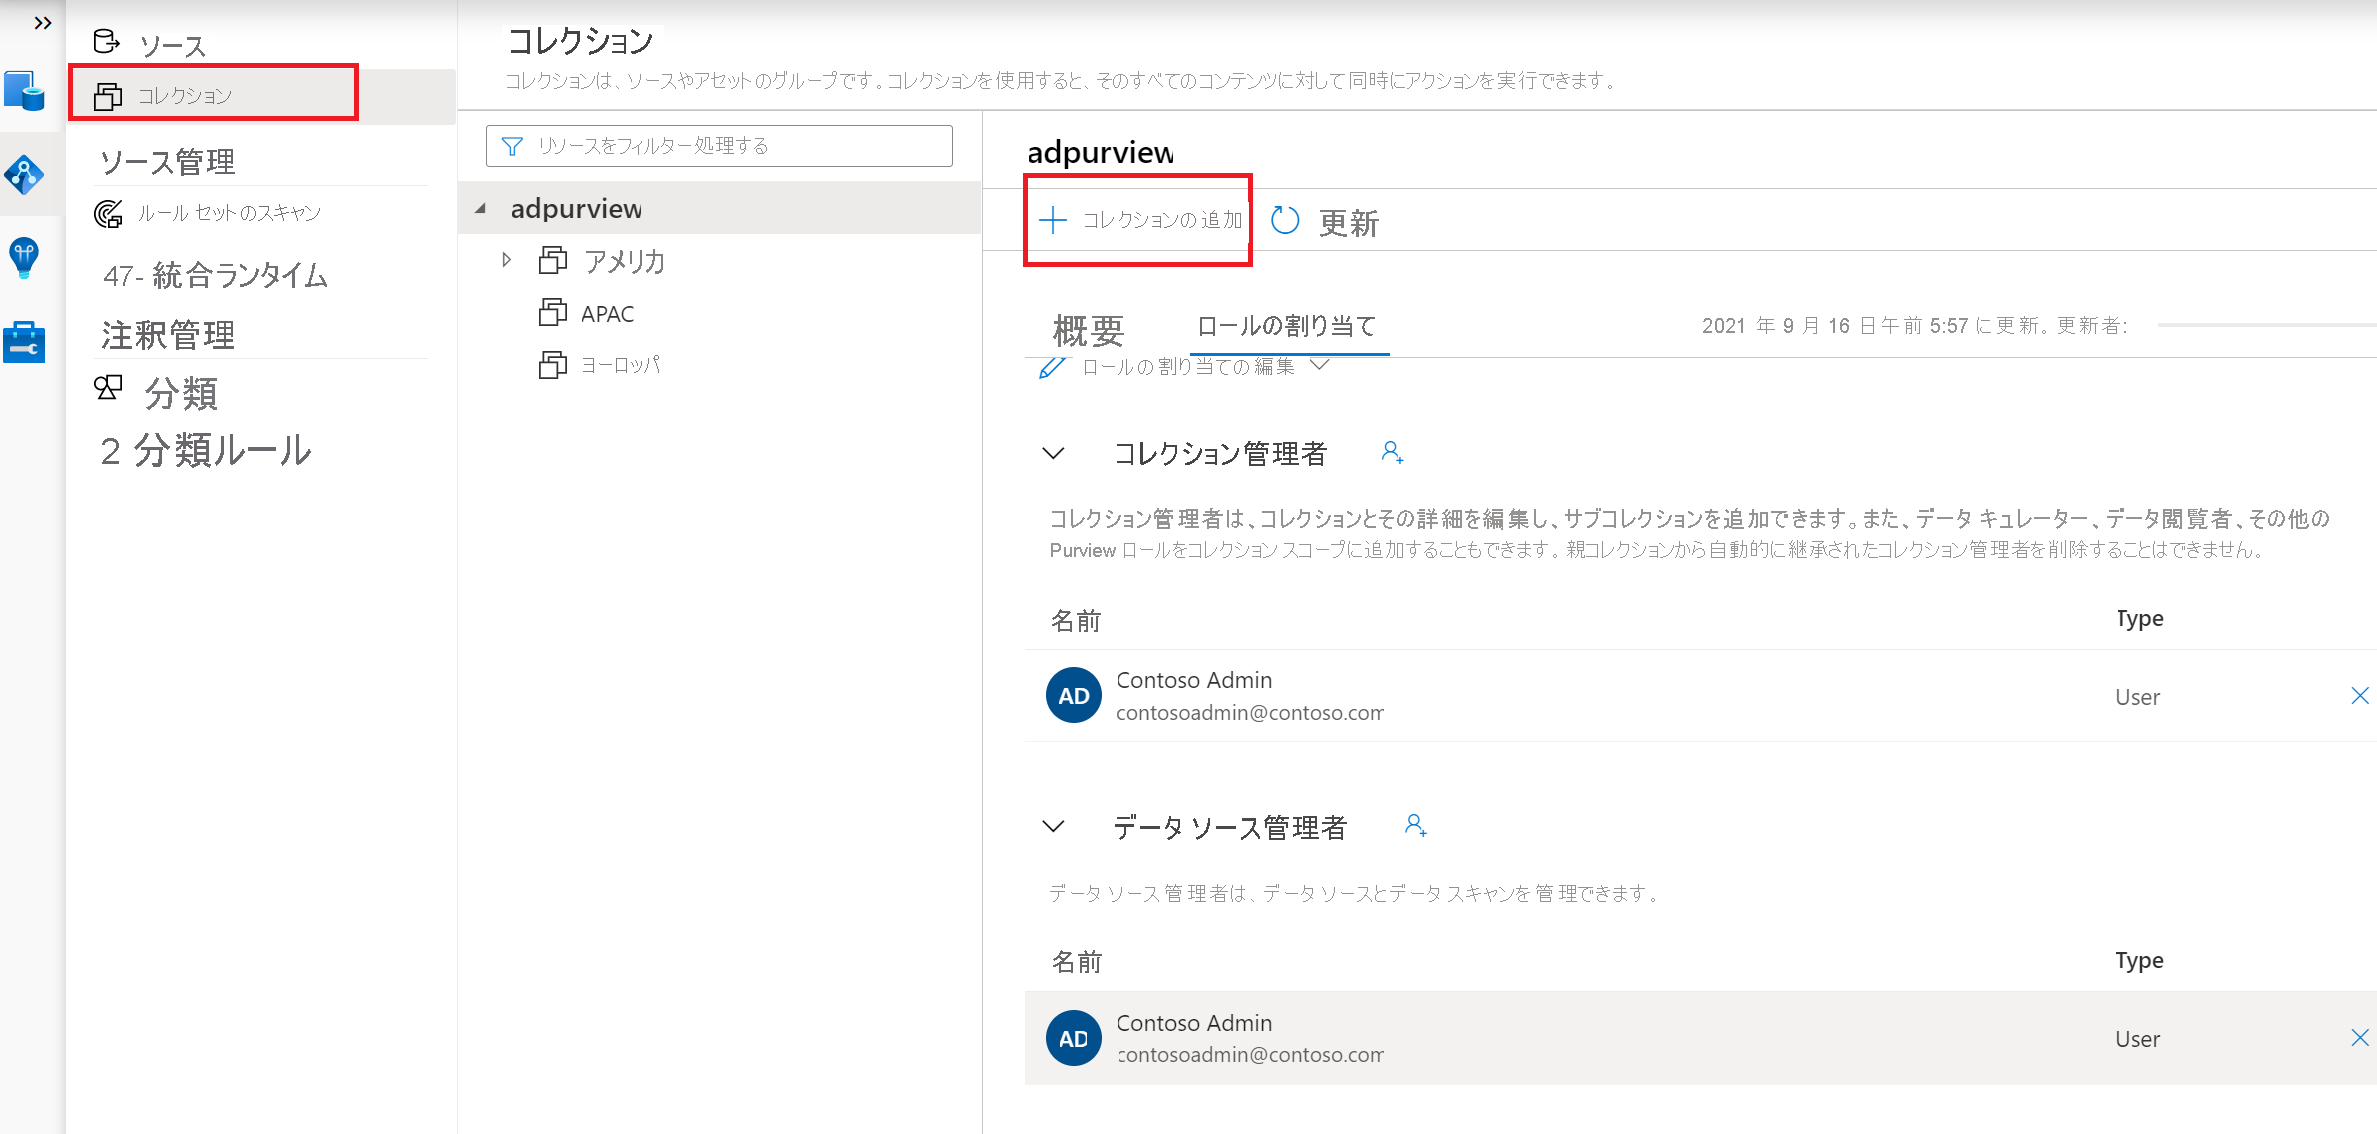 ソース
コレクション
ソース管理
ルール セットのスキャン
47- 統合ランタイム
注釈管理
分類
2 分類ルール
コレクション
コレクションは、ソースやアセットのグループです。コレクションを使用すると、そのすべてのコンテンツに対して同時にアクションを実行できます。
リソースをフィルター処理する
adpurview
アメリカ
APAC
ヨーロッパ
adpurview
コレクションの追加
更新
概要
ロールの割り当て
2021 年 9 月 16 日午前 5:57 に更新。更新者:
ロールの割り当ての編集
コレクション管理者
コレクション管理者は、コレクションとその詳細を編集し、サブコレクションを追加できます。また、データ キュレーター、データ閲覧者、その他の
Purview ロールをコレクション スコープに追加することもできます。親コレクションから自動的に継承されたコレクション管理者を削除することはできません。
名前
Type
AD
Contoso Admin
contosoadmin@contoso.com
User
データ ソース管理者
データ ソース管理者は、データ ソースとデータ スキャンを管理できます。
名前
Type
AD
Contoso Admin
contosoadmin@contoso.com
User